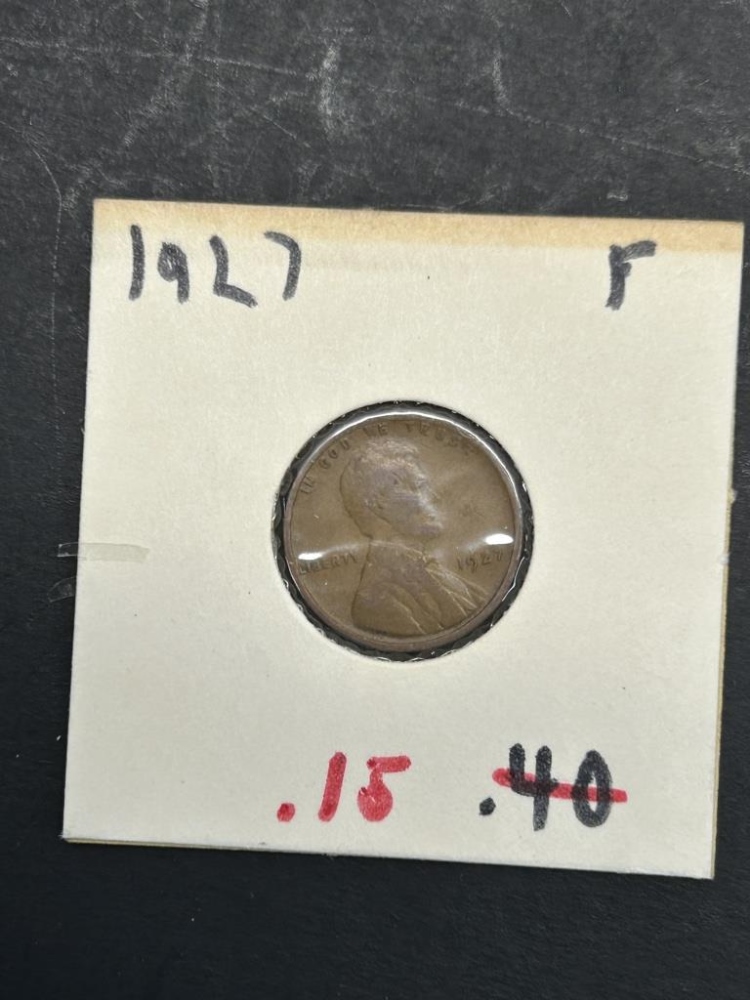 1927 F
IN GOD WE TRUST
LIBERTY 1927
.15 .40